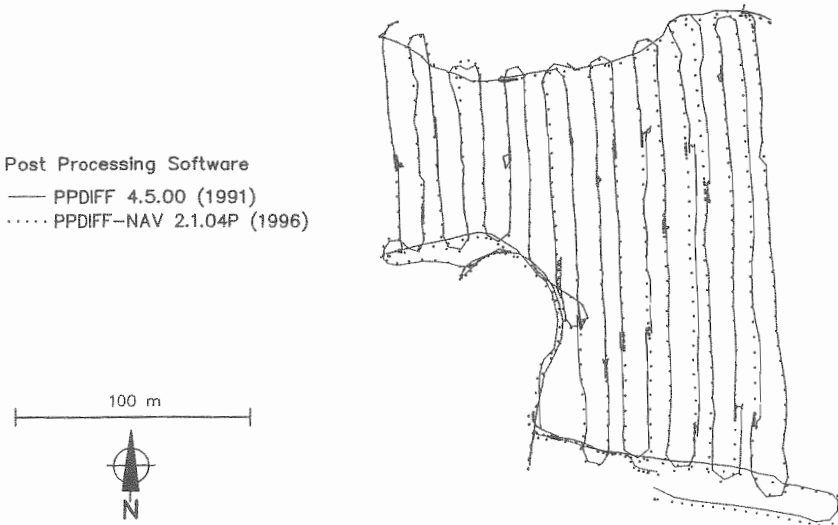 Post Processing Software
PPDIFF 4.5.00 (1991)
PPDIFF-NAV 2.1.04P (1996)
100 m
N